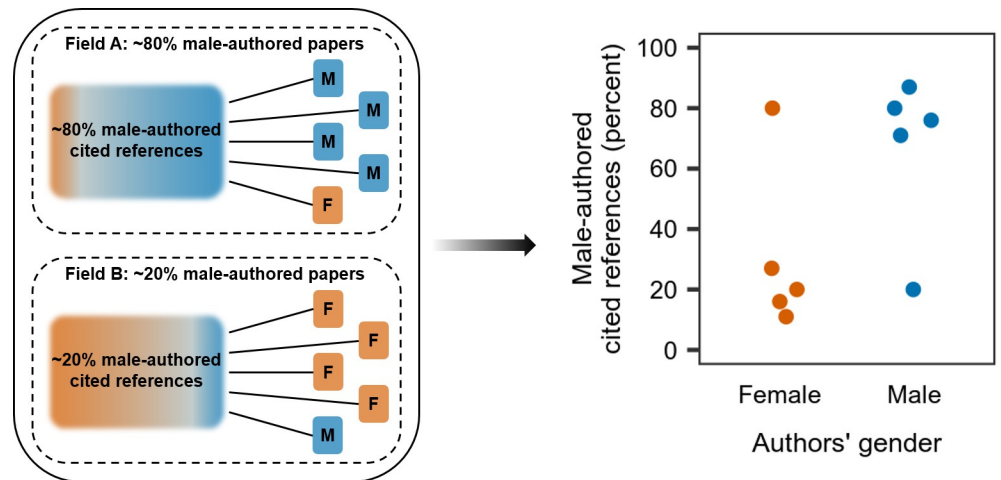 Field A: ~80% male-authored papers
~80% male-authored
cited references
M
M
M
M
F
Field B: ~20% male-authored papers
~20% male-authored
cited references
F
F
F
F
M
Male-authored
cited references (percent)
100
80
60
40
20
0
Female
Male
Authors' gender